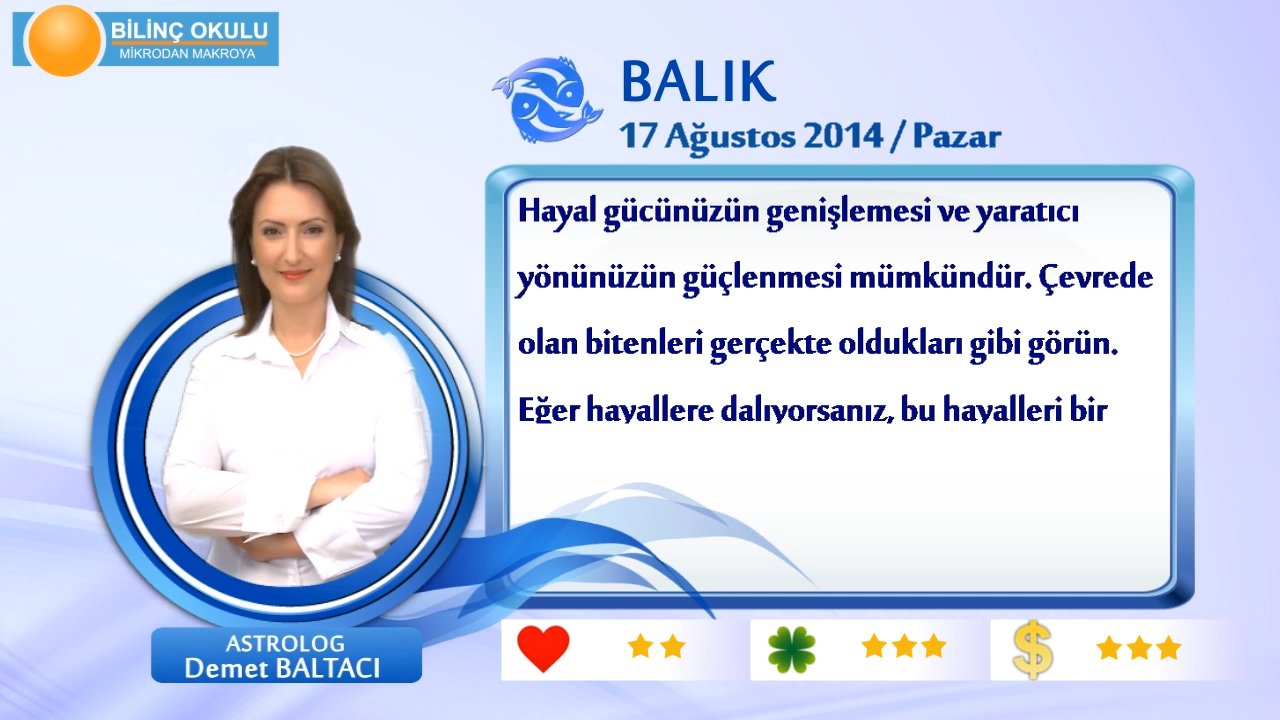 BİLİNÇ OKULU
MİKRODAN MAKROYA
BALIK
17 Ağustos 2014 / Pazar
Hayal gücünüzün genişlemesi ve yaratıcı
yönünüzün güçlenmesi mümkündür. Çevrede
olan bitenleri gerçekte oldukları gibi görün.
Eğer hayallere dalıyorsanız, bu hayalleri bir
ASTROLOG
Demet BALTACI